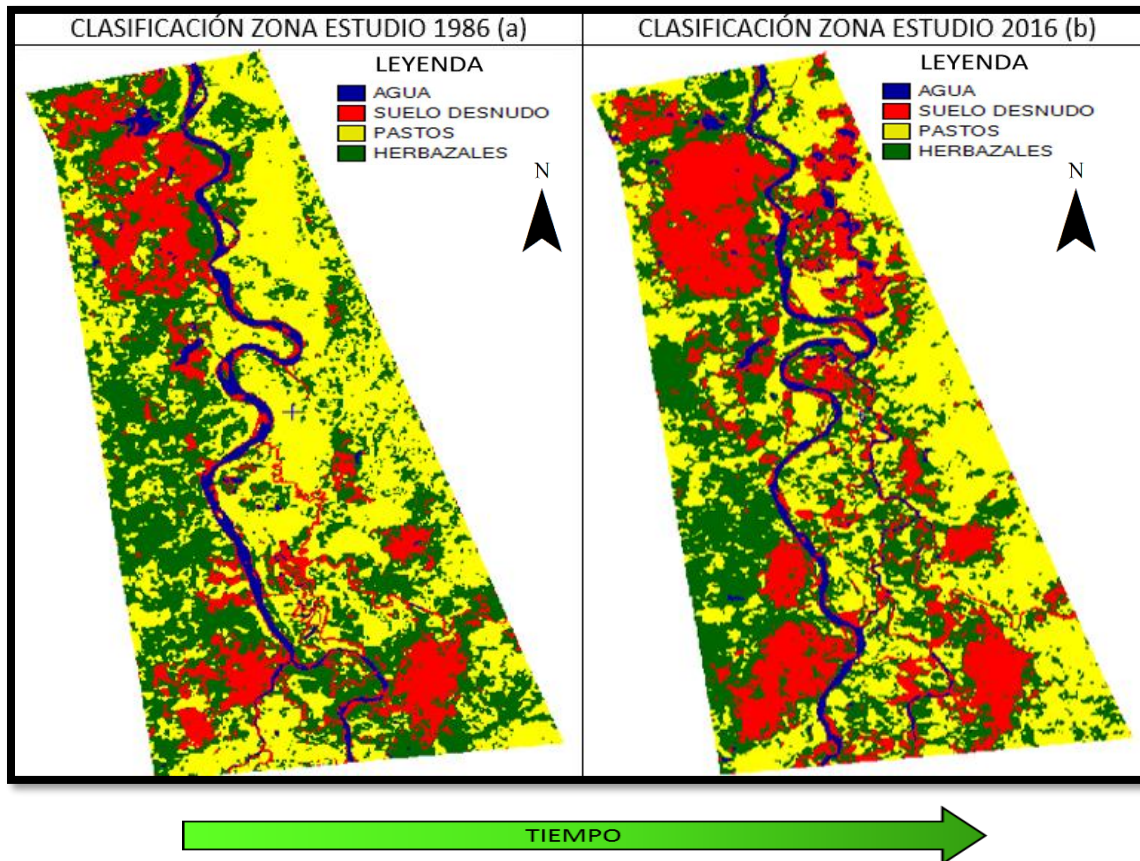 CLASIFICACIÓN ZONA ESTUDIO 1986 (a)
LEYENDA
AGUA
SUELO DESNUDO
PASTOS
HERBAZALES
N
CLASIFICACIÓN ZONA ESTUDIO 2016 (b)
LEYENDA
AGUA
SUELO DESNUDO
PASTOS
HERBAZALES
N
TIEMPO